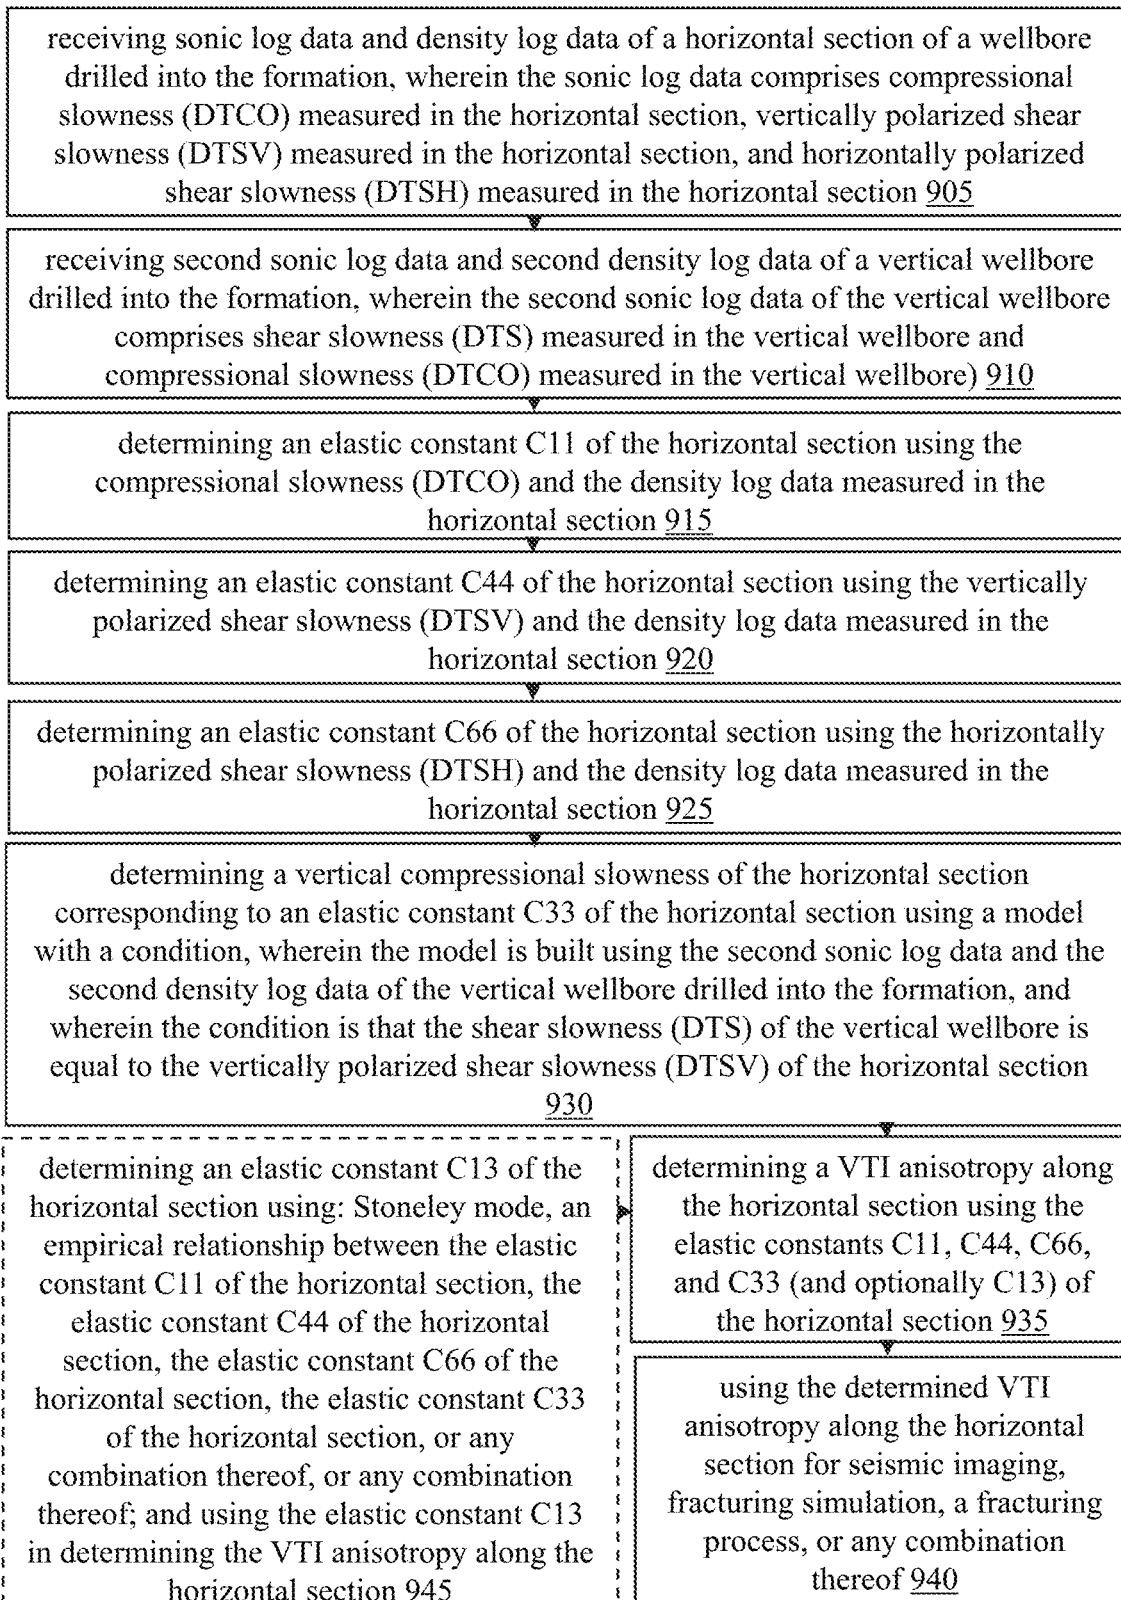 receiving sonic log data and density log data of a horizontal section of a wellbore
drilled into the formation, wherein the sonic log data comprises compressional
slowness (DTCO) measured in the horizontal section, vertically polarized shear
slowness (DTSV) measured in the horizontal section, and horizontally polarized
shear slowness (DTSH) measured in the horizontal section 905
receiving second sonic log data and second density log data of a vertical wellbore
drilled into the formation, wherein the second sonic log data of the vertical wellbore
comprises shear slowness (DTS) measured in the vertical wellbore and
compressional slowness (DTCO) measured in the vertical wellbore) 910
determining an elastic constant C11 of the horizontal section using the
compressional slowness (DTCO) and the density log data measured in the
horizontal section 915
determining an elastic constant C44 of the horizontal section using the vertically
polarized shear slowness (DTSV) and the density log data measured in the
horizontal section 920
determining an elastic constant C66 of the horizontal section using the horizontally
polarized shear slowness (DTSH) and the density log data measured in the
horizontal section 925
determining a vertical compressional slowness of the horizontal section
corresponding to an elastic constant C33 of the horizontal section using a model
with a condition, wherein the model is built using the second sonic log data and the
second density log data of the vertical wellbore drilled into the formation, and
wherein the condition is that the shear slowness (DTS) of the vertical wellbore is
equal to the vertically polarized shear slowness (DTSV) of the horizontal section
930
determining an elastic constant C13 of the
horizontal section using: Stoneley mode, an
empirical relationship between the elastic
constant C11 of the horizontal section, the
elastic constant C44 of the horizontal
section, the elastic constant C66 of the
horizontal section, the elastic constant C33
of the horizontal section, or any
combination thereof, or any combination
thereof; and using the elastic constant C13
in determining the VTI anisotropy along the
horizontal section 945
determining a VTI anisotropy along
the horizontal section using the
elastic constants C11, C44, C66,
and C33 (and optionally C13) of
the horizontal section 935
using the determined VTI
anisotropy along the horizontal
section for seismic imaging,
fracturing simulation, a fracturing
process, or any combination
thereof 940